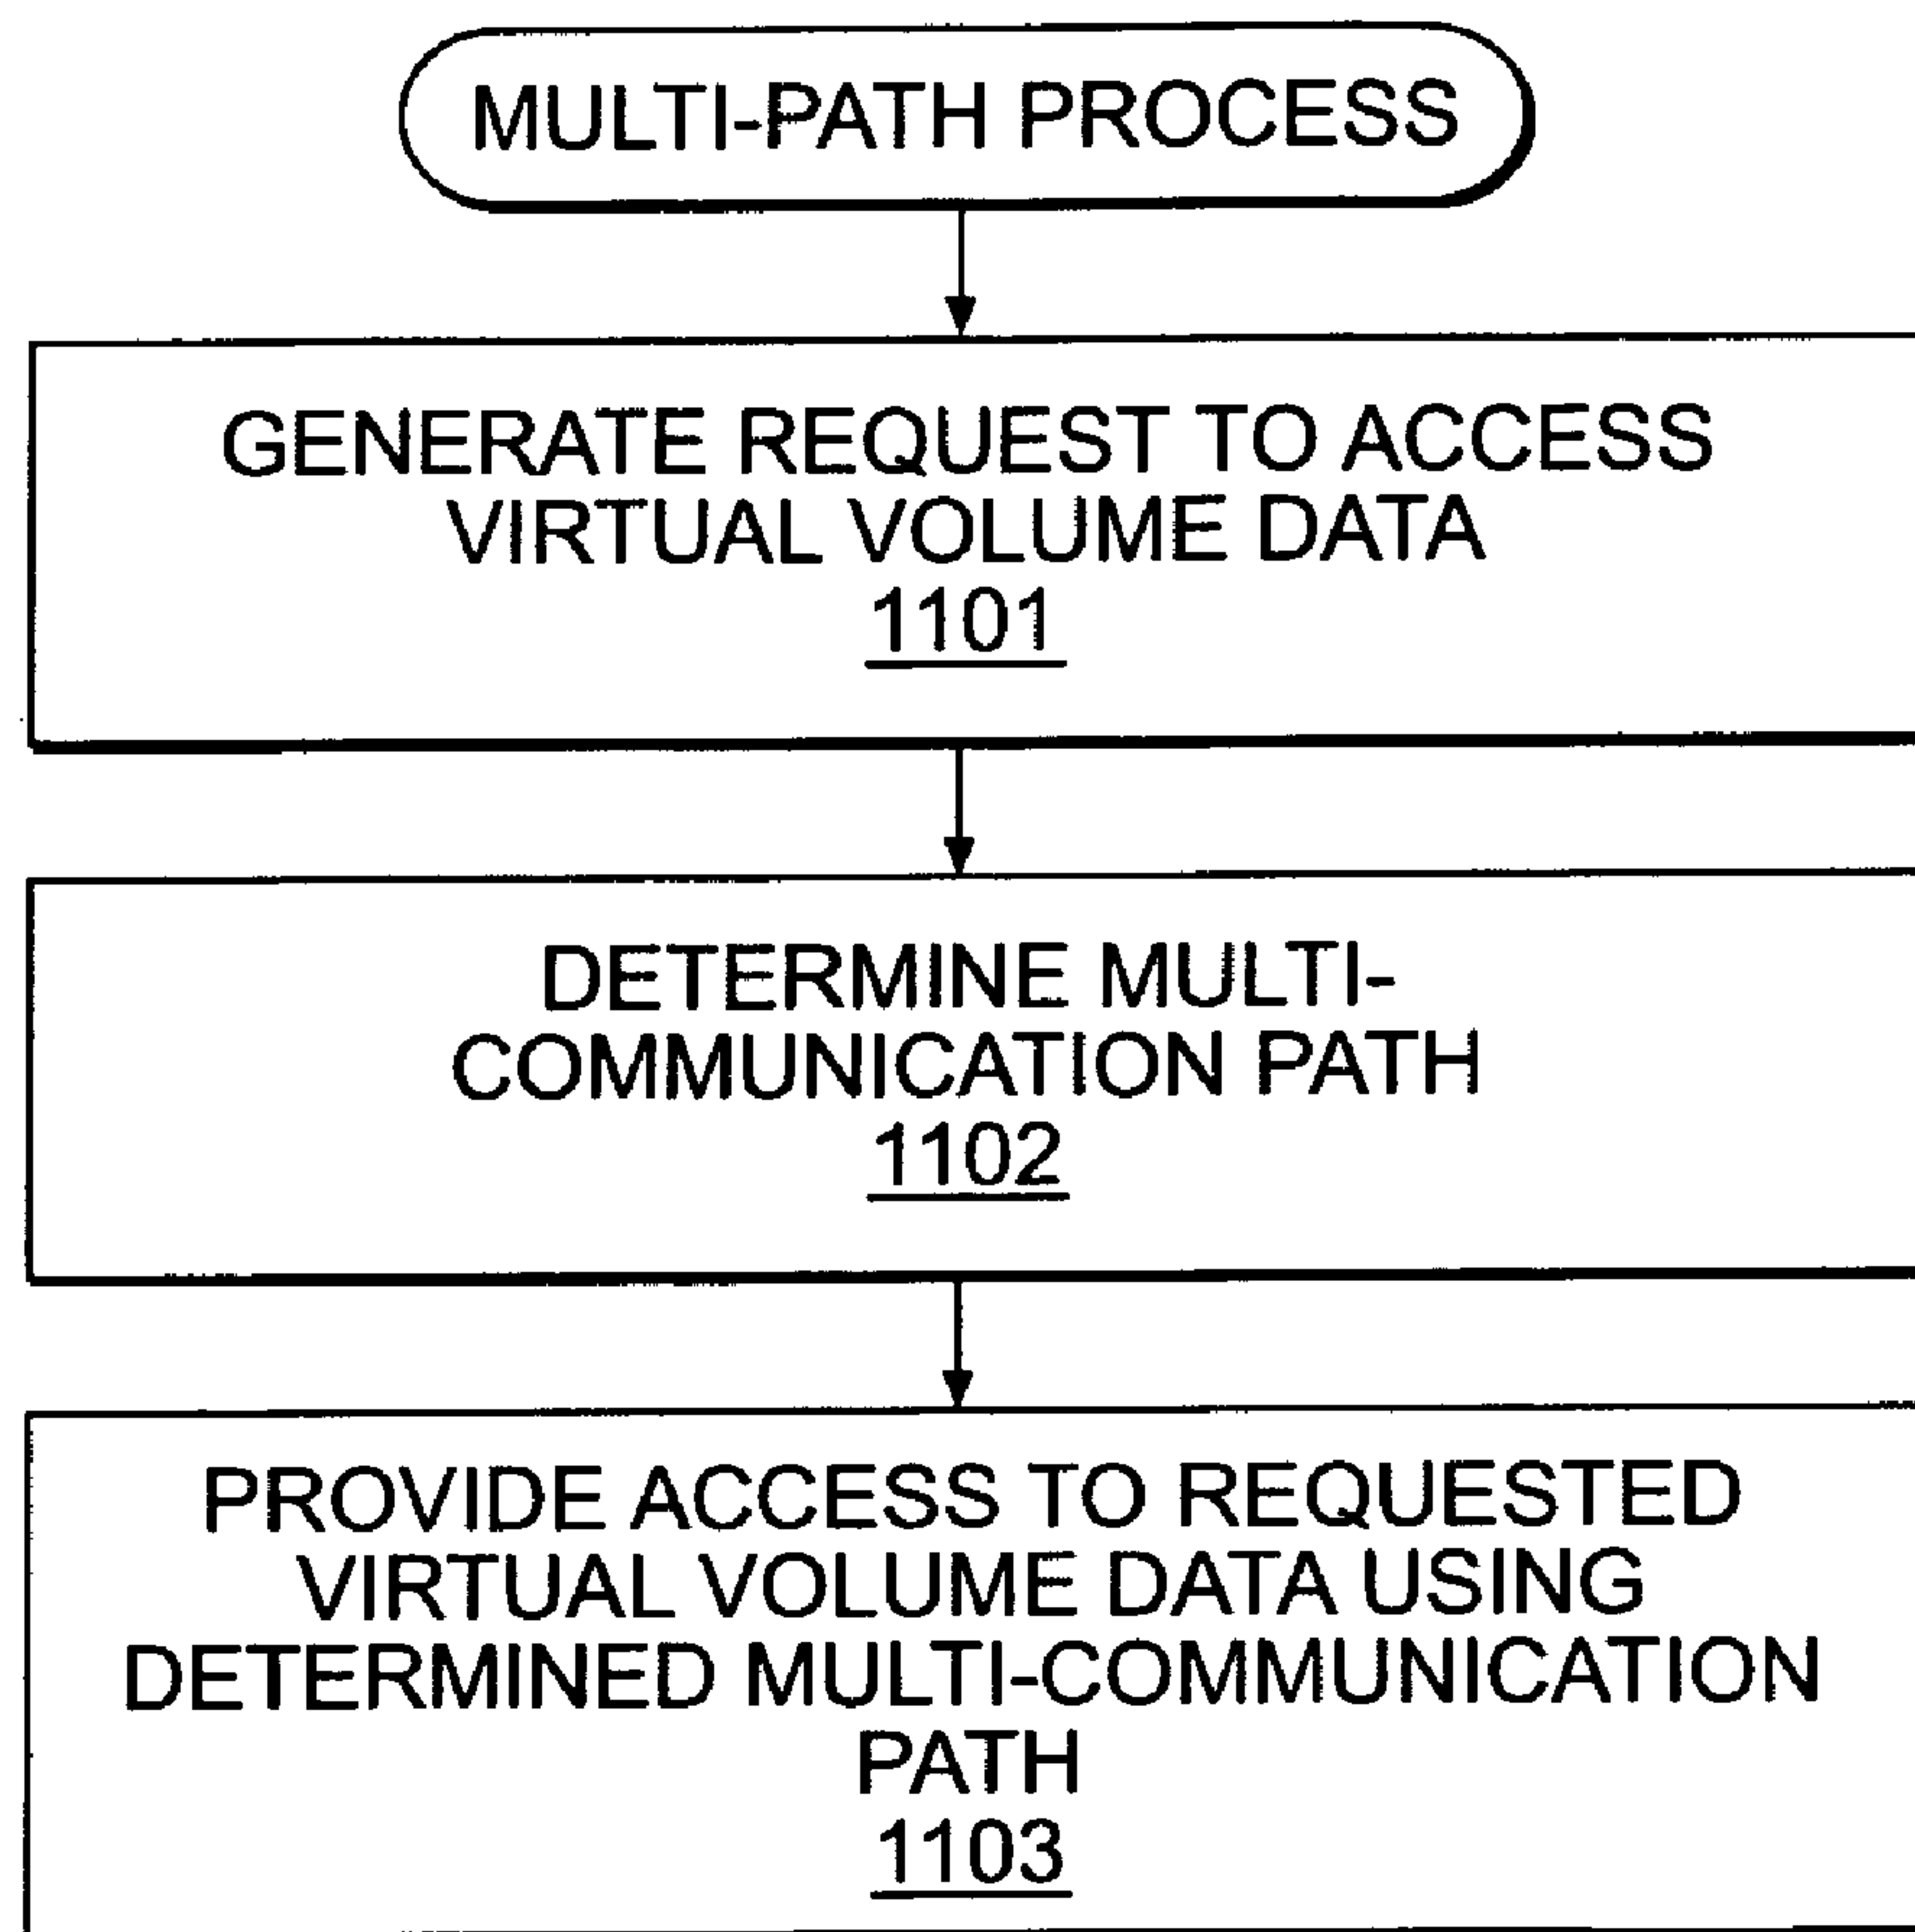 MULTI-PATH PROCESS
GENERATE REQUEST TO ACCESS
VIRTUAL VOLUME DATA
1101
DETERMINE MULTI-
COMMUNICATION PATH
1102
PROVIDE ACCESS TO REQUESTED
VIRTUAL VOLUME DATA USING
DETERMINED MULTI-COMMUNICATION
PATH
1103